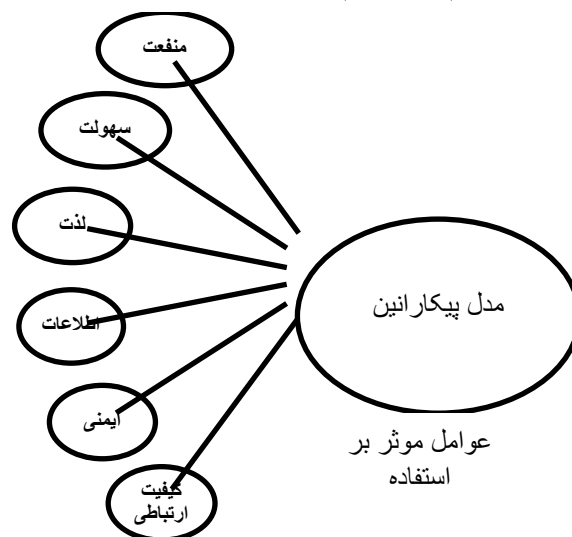 منفعت
سهولت
لذت
اطلاعات
ایمنی
کیفیت
ارتباطی
مدل پیکارانین
عوامل موثر بر
استفاده